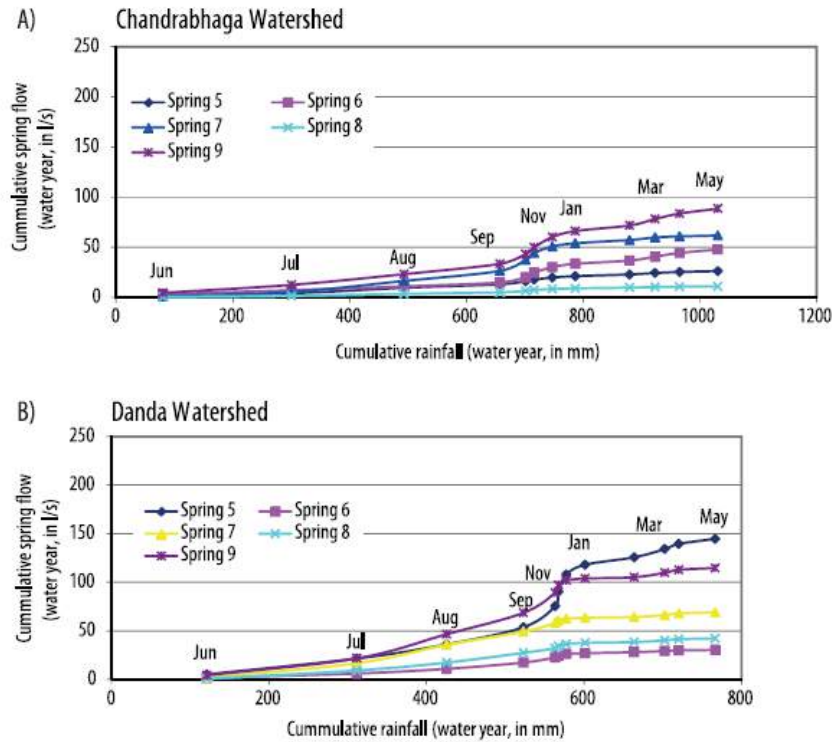 A) Chandrabhaga Watershed
250
200
150
100
50
0
Cummulative spring flow
(water year, in l/s)
Spring 5 Spring 6
Spring 7 Spring 8
Spring 9
Jun Jul Aug Sep Nov Jan Mar May
0 200 400 600 800 1000 1200
Cumulative rainfall (water year, in mm)
B) Danda Watershed
250
200
150
100
50
0
Cummulative spring flow
(water year, in l/s)
Spring 5 Spring 6
Spring 7 Spring 8
Spring 9
Jun Jul Aug Sep Nov Jan Mar May
0 200 400 600 800
Cummulative rainfall (water year, in mm)